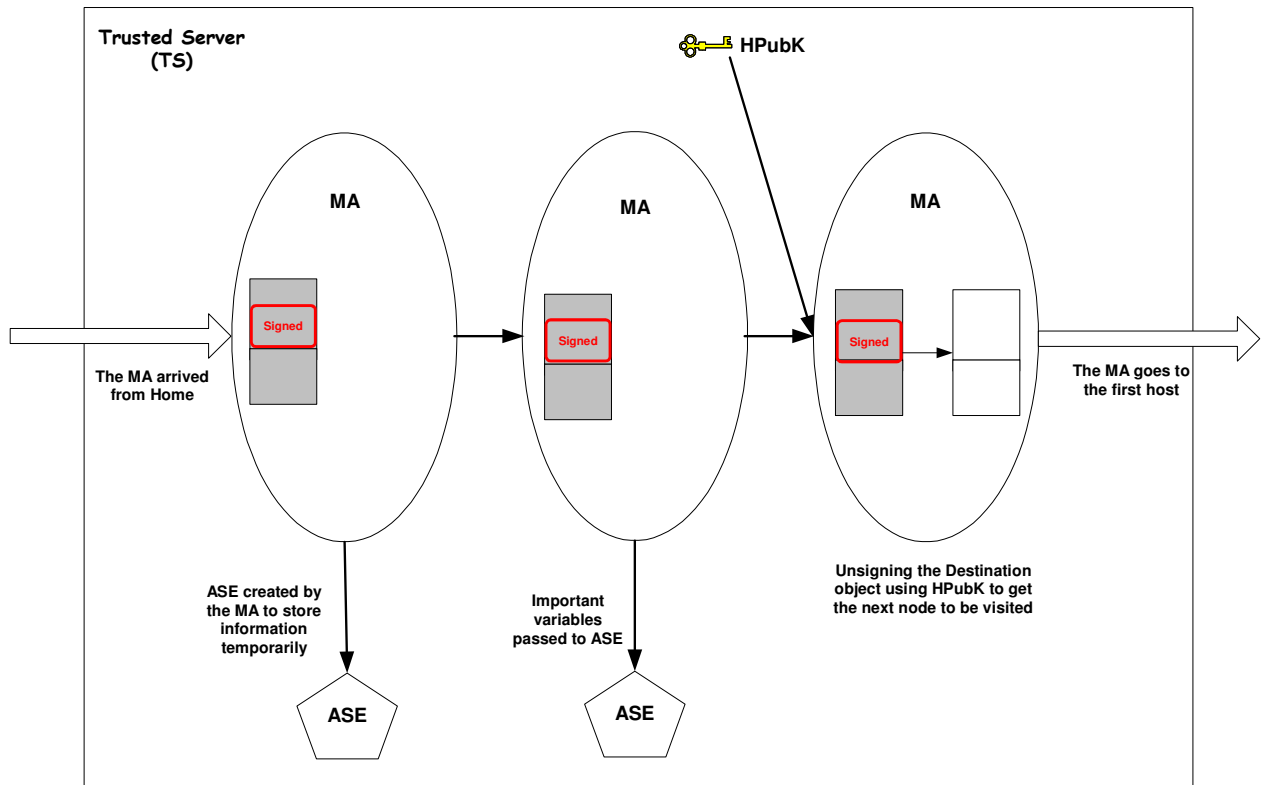 Trusted Server
(TS)
HPubK
MA
MA
MA
Signed
Signed
Signed
The MA arrived
from Home
The MA goes to
the first host
ASE created by
the MA to store
information
temporarily
Important
variables
passed to ASE
Unsigning the Destination
object using HPubK to get
the next node to be visited
ASE
ASE